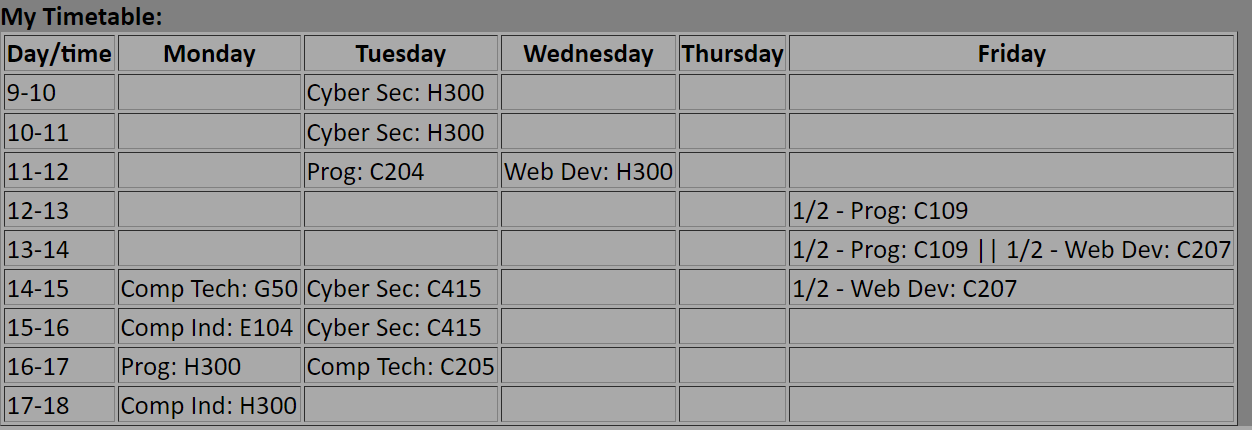 My Timetable:
Day/time Monday Tuesday Wednesday Thursday Friday
9-10 Cyber Sec: H300
10-11 Cyber Sec: H300
11-12 Prog: C204 Web Dev: H300
12-13 1/2 - Prog: C109
13-14 1/2 - Prog: C109 || 1/2 - Web Dev: C207
14-15 Comp Tech: G50 Cyber Sec: C415 1/2 - Web Dev: C207
15-16 Comp Ind: E104 Cyber Sec: C415
16-17 Prog: H300 Comp Tech: C205
17-18 Comp Ind: H300